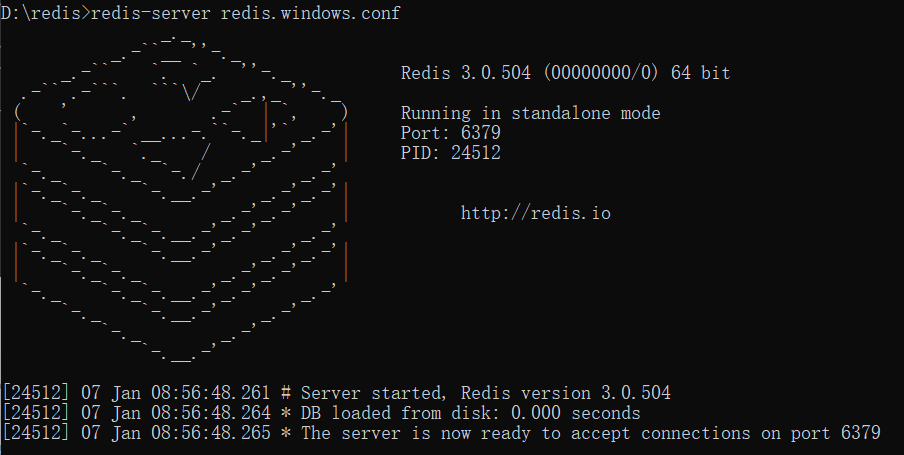 D:\redis>redis-server redis.windows.conf
Redis 3.0.504 (00000000/0) 64 bit
Running in standalone mode
Port: 6379
PID: 24512
http://redis.io
[24512] 07 Jan 08:56:48.261 # Server started, Redis version 3.0.504
[24512] 07 Jan 08:56:48.264 * DB loaded from disk: 0.000 seconds
[24512] 07 Jan 08:56:48.265 * The server is now ready to accept connections on port 6379